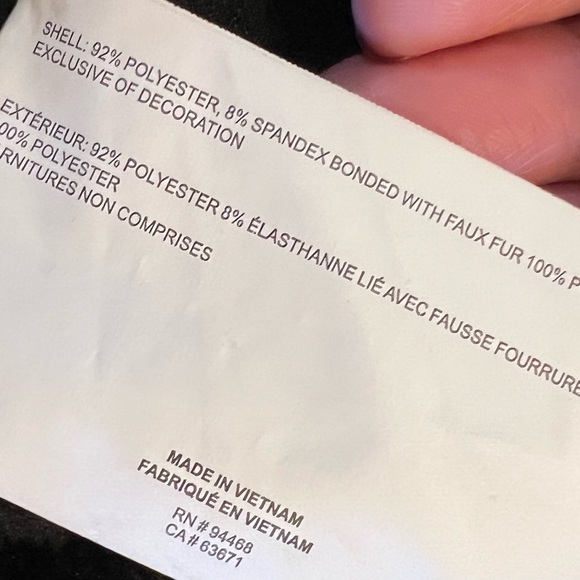 SHELL: 92% POLYESTER, 8% SPANDEX BONDED WITH FAUX FUR 100% P
EXCLUSIVE OF DECORATION
EXTÉRIEUR: 92% POLYESTER 8% ÉLASTHANNE LIÉ AVEC FAUSSE FOURRURE
00% POLYESTER
RNITURES NON COMPRISES
MADE IN VIETNAM
FABRIQUÉ EN VIETNAM
RN # 94468
CA # 63671